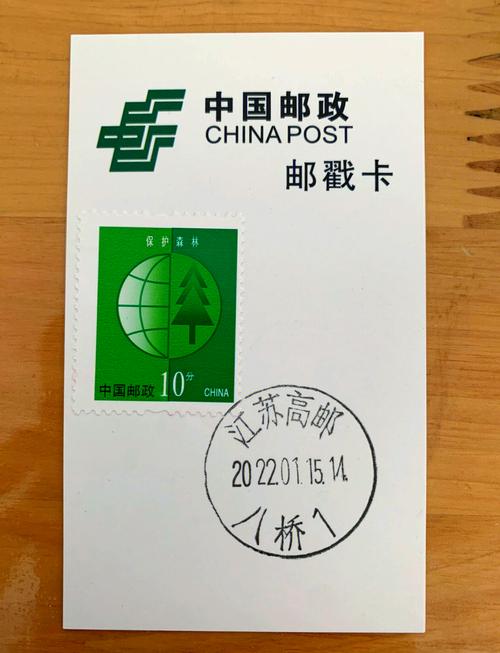 中国邮政
CHINA POST
邮戳卡
保护森林
中国邮政 10分 CHINA
江苏高邮
2022.01.15.14
八桥1